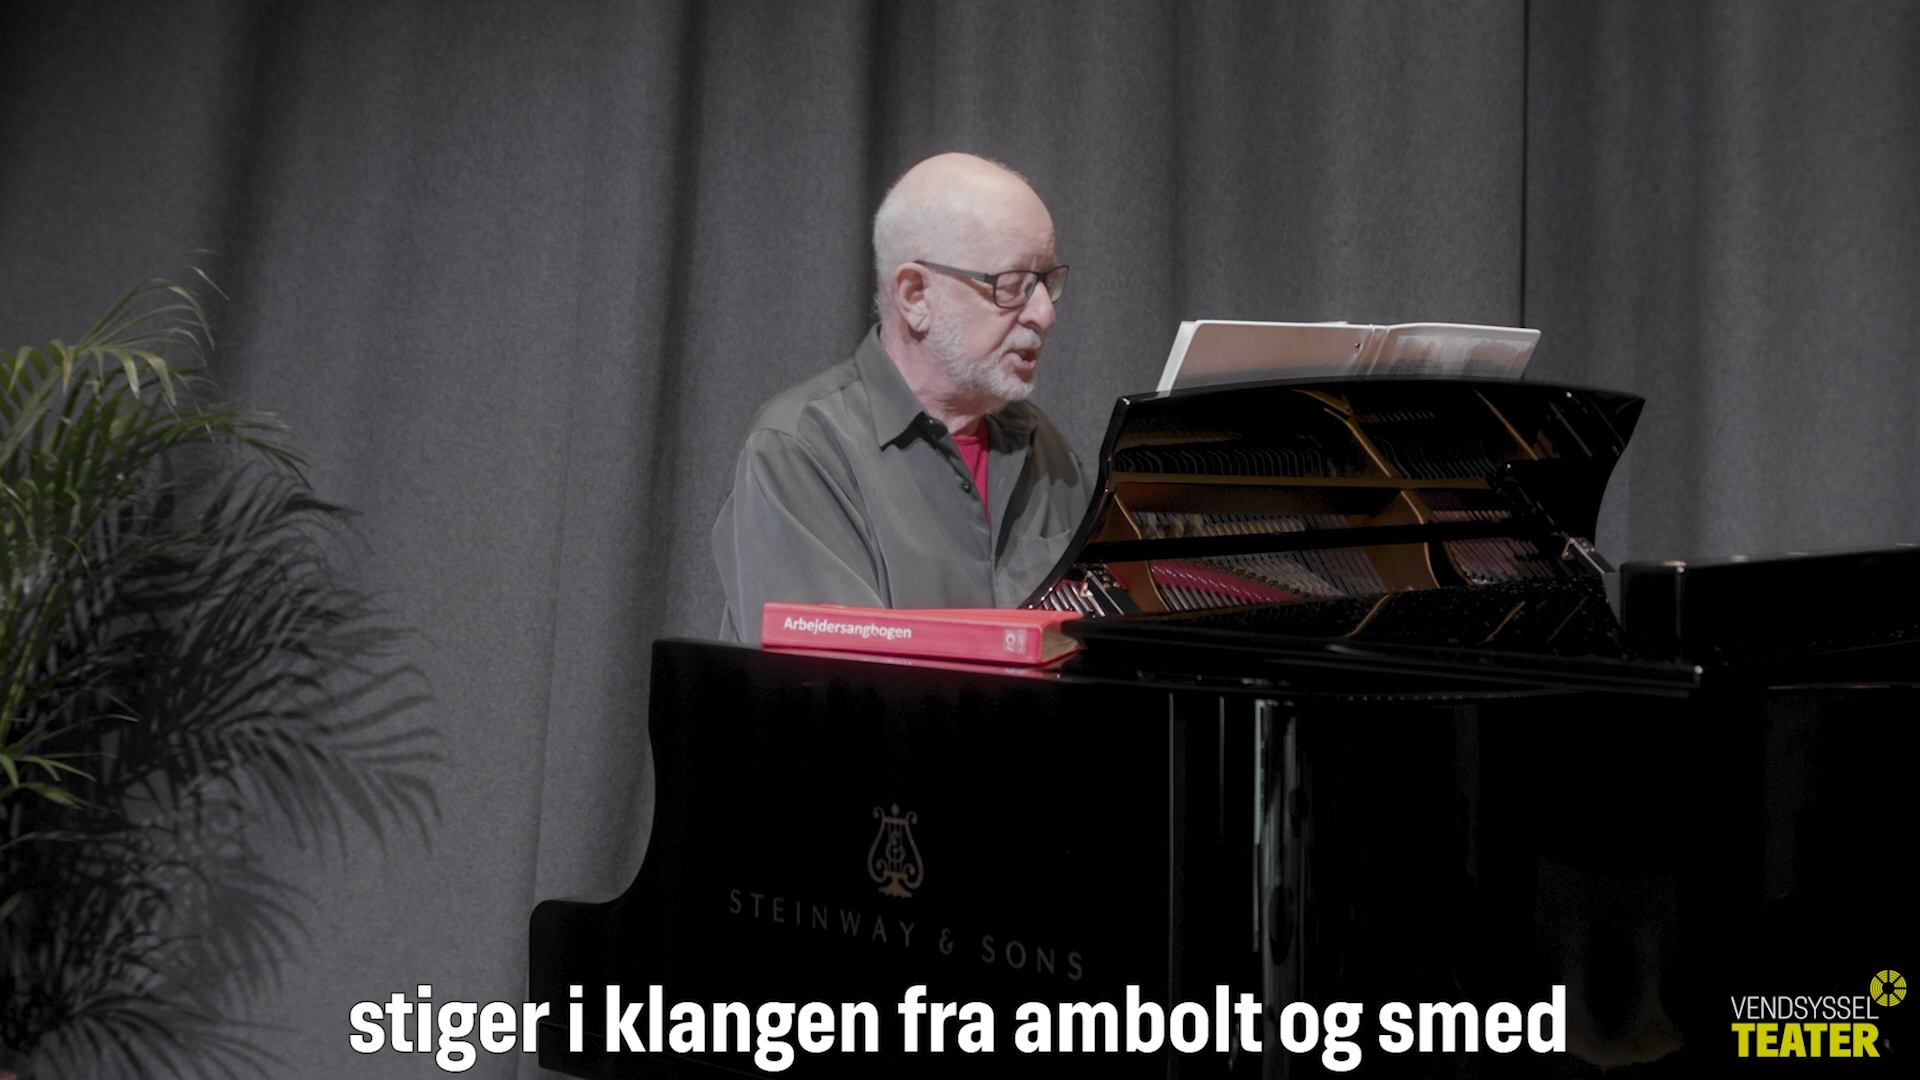 Arbejdersangbogen
STEINWAY & SONS
stiger i klangen fra ambolt og smed
VENDSYSSEL
TEATER